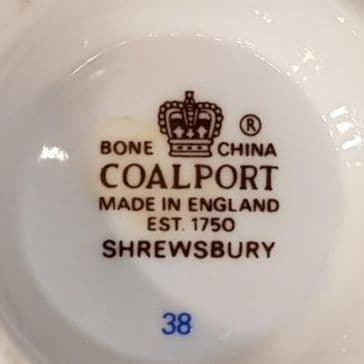 ®
BONE CHINA
COALPORT
MADE IN ENGLAND
EST. 1750
SHREWSBURY
38